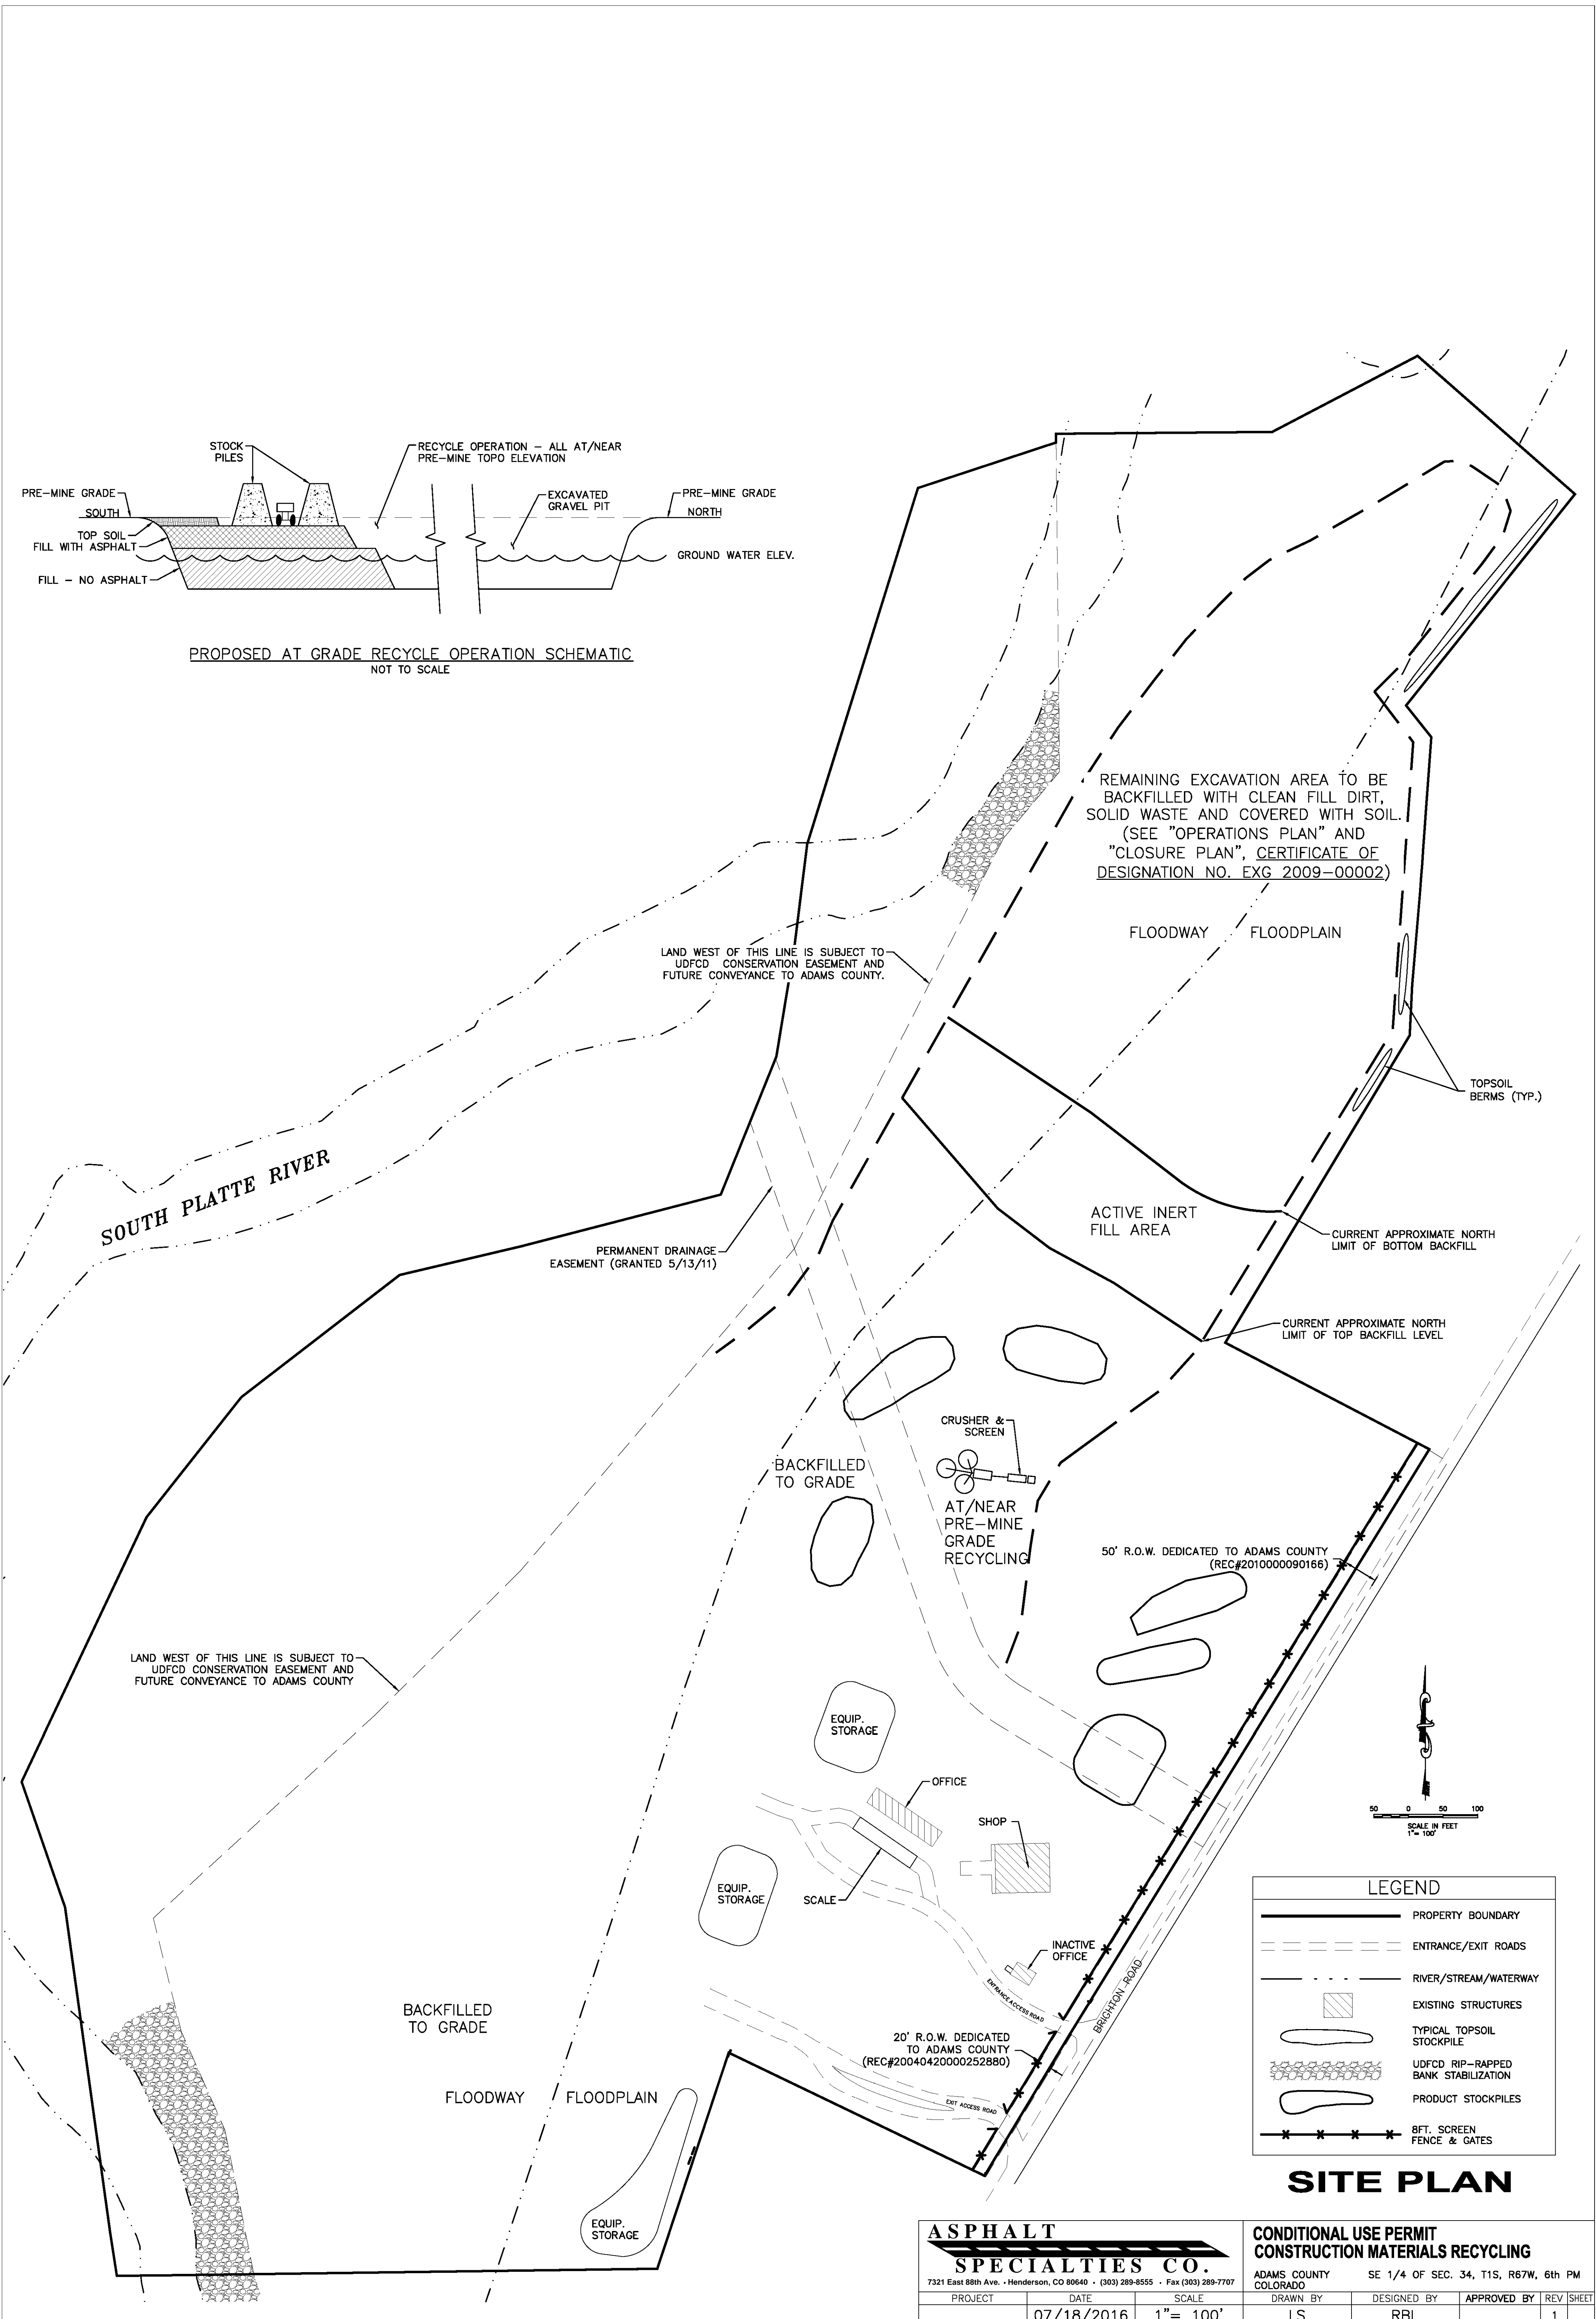 STOCK
PILES
RECYCLE OPERATION – ALL AT/NEAR
PRE-MINE TOPO ELEVATION
PRE-MINE GRADE
SOUTH
EXCAVATED
GRAVEL PIT
PRE-MINE GRADE
NORTH
TOP SOIL
FILL WITH ASPHALT
GROUND WATER ELEV.
FILL – NO ASPHALT
PROPOSED AT GRADE RECYCLE OPERATION SCHEMATIC
NOT TO SCALE
REMAINING EXCAVATION AREA TO BE
BACKFILLED WITH CLEAN FILL DIRT,
SOLID WASTE AND COVERED WITH SOIL.
(SEE "OPERATIONS PLAN" AND
"CLOSURE PLAN", CERTIFICATE OF
DESIGNATION NO. EXG 2009-00002)
FLOODWAY
FLOODPLAIN
LAND WEST OF THIS LINE IS SUBJECT TO
UDFCD CONSERVATION EASEMENT AND
FUTURE CONVEYANCE TO ADAMS COUNTY.
TOPSOIL
BERMS (TYP.)
SOUTH PLATTE RIVER
ACTIVE INERT
FILL AREA
CURRENT APPROXIMATE NORTH
LIMIT OF BOTTOM BACKFILL
PERMANENT DRAINAGE
EASEMENT (GRANTED 5/13/11)
CURRENT APPROXIMATE NORTH
LIMIT OF TOP BACKFILL LEVEL
CRUSHER &
SCREEN
BACKFILLED
TO GRADE
AT/NEAR
PRE-MINE
GRADE
RECYCLING
50' R.O.W. DEDICATED TO ADAMS COUNTY
(REC#2010000090166)
LAND WEST OF THIS LINE IS SUBJECT TO
UDFCD CONSERVATION EASEMENT AND
FUTURE CONVEYANCE TO ADAMS COUNTY
EQUIP.
STORAGE
OFFICE
SHOP
50 0 50 100
SCALE IN FEET
1"= 100'
EQUIP.
STORAGE
SCALE
INACTIVE
OFFICE
ENTRANCE ACCESS ROAD
BRIGHTON ROAD
BACKFILLED
TO GRADE
20' R.O.W. DEDICATED
TO ADAMS COUNTY
(REC#20040420000252880)
FLOODWAY
FLOODPLAIN
EXIT ACCESS ROAD
EQUIP.
STORAGE
LEGEND
PROPERTY BOUNDARY
ENTRANCE/EXIT ROADS
RIVER/STREAM/WATERWAY
EXISTING STRUCTURES
TYPICAL TOPSOIL
STOCKPILE
UDFCD RIP-RAPPED
BANK STABILIZATION
PRODUCT STOCKPILES
8FT. SCREEN
FENCE & GATES
SITE PLAN
ASPHALT
SPECIALTIES CO.
7321 East 88th Ave. • Henderson, CO 80640 • (303) 289-8555 • Fax (303) 289-7707
CONDITIONAL USE PERMIT
CONSTRUCTION MATERIALS RECYCLING
ADAMS COUNTY
COLORADO
SE 1/4 OF SEC. 34, T1S, R67W, 6th PM
PROJECT DATE SCALE DRAWN BY DESIGNED BY APPROVED BY REV SHEET
07/18/2016 1"= 100' LS RBL 1